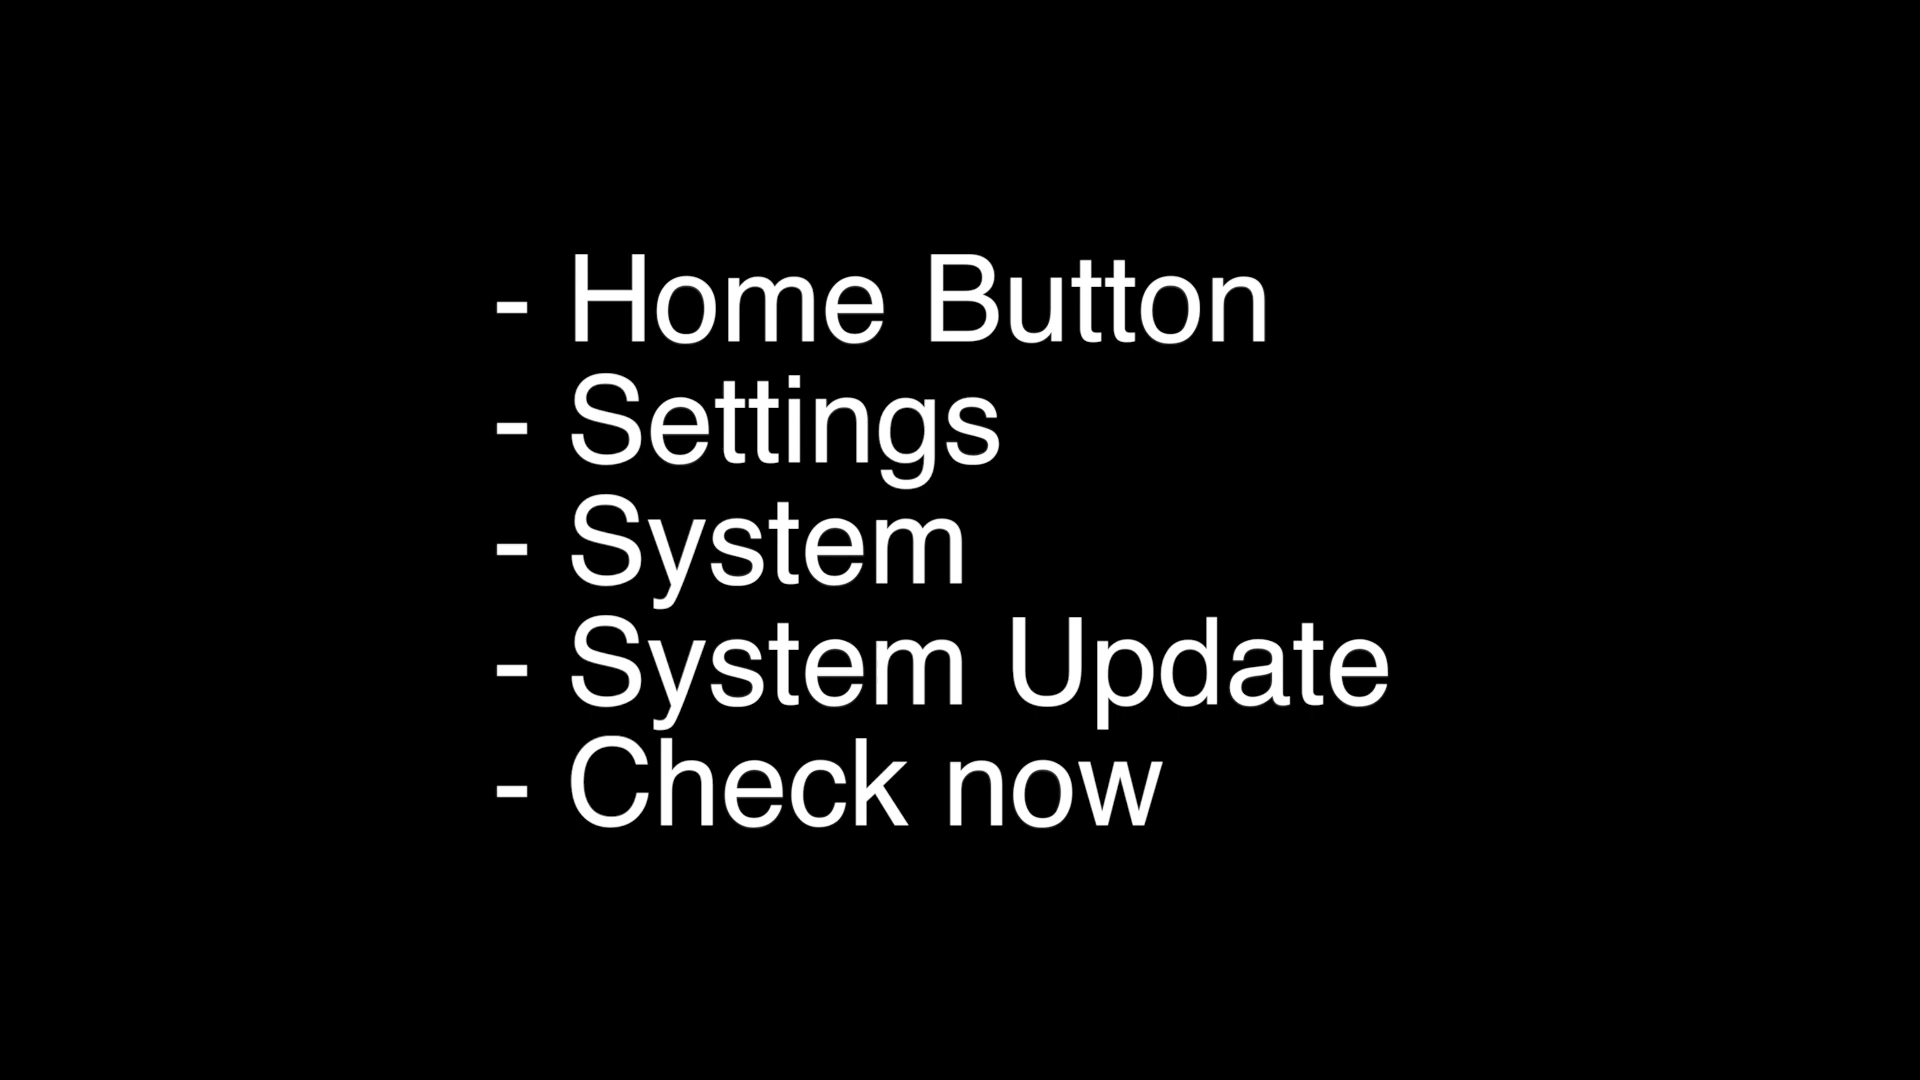 - Home Button
- Settings
- System
- System Update
- Check now